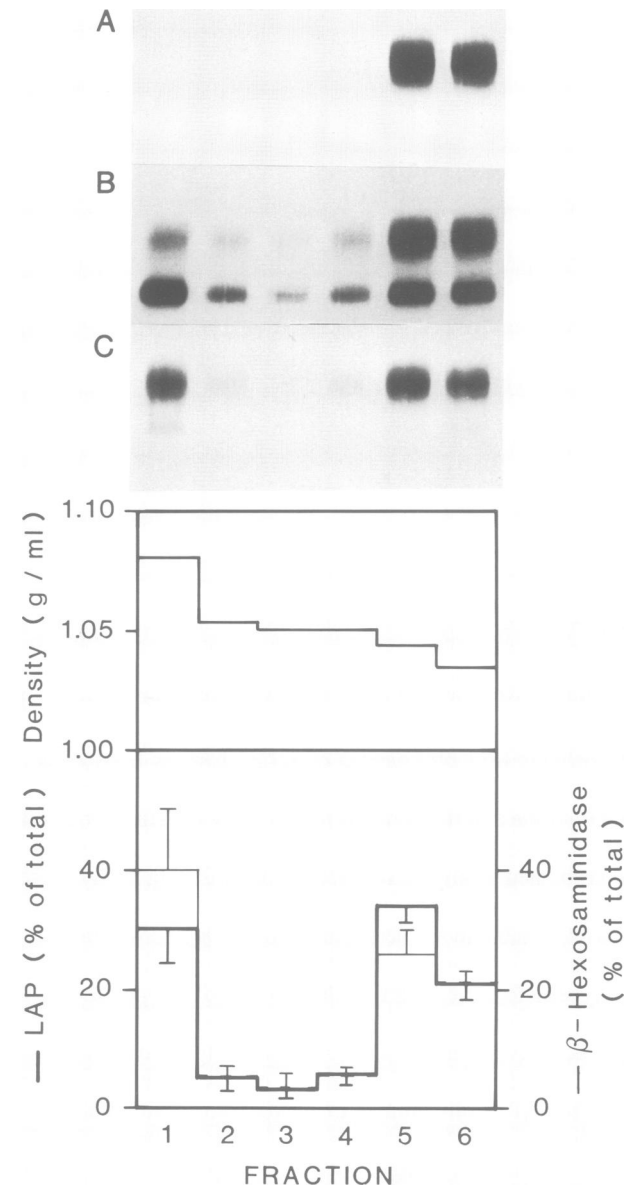 A
B
C
Density (g / ml)
1.10
1.05
1.00
— LAP (% of total)
40
20
0
— β-Hexosaminidase
(% of total)
40
20
0
1 2 3 4 5 6
FRACTION